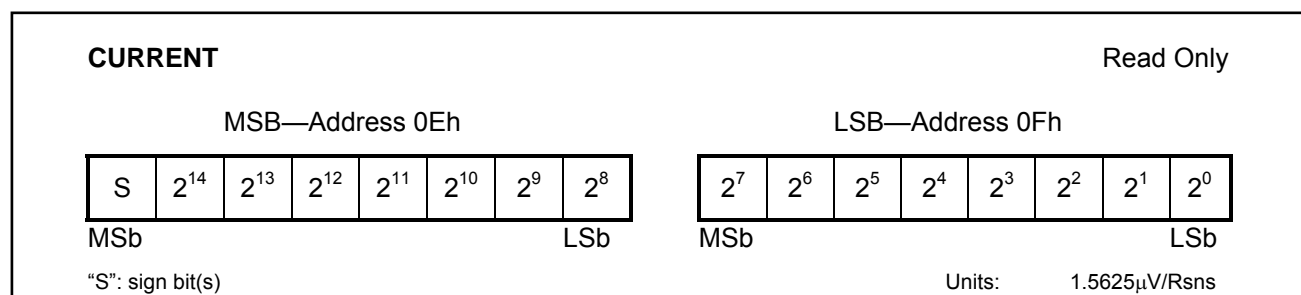 CURRENT Read Only
MSB—Address 0Eh LSB—Address 0Fh
S 2^14 2^13 2^12 2^11 2^10 2^9 2^8 2^7 2^6 2^5 2^4 2^3 2^2 2^1 2^0
MSb LSb MSb LSb
“S”: sign bit(s) Units: 1.5625μV/Rsns